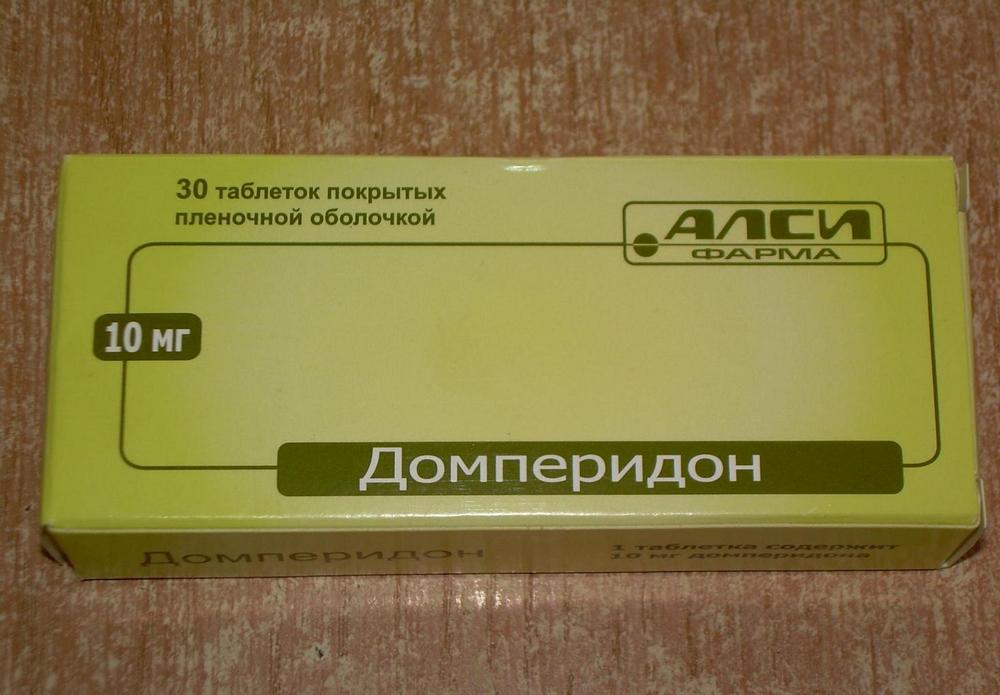 30 таблеток покрытых
пленочной оболочкой
АЛСИ
ФАРМА
10 мг
Домперидон
Домперидон
1 таблетка содержит
10 мг домперидона